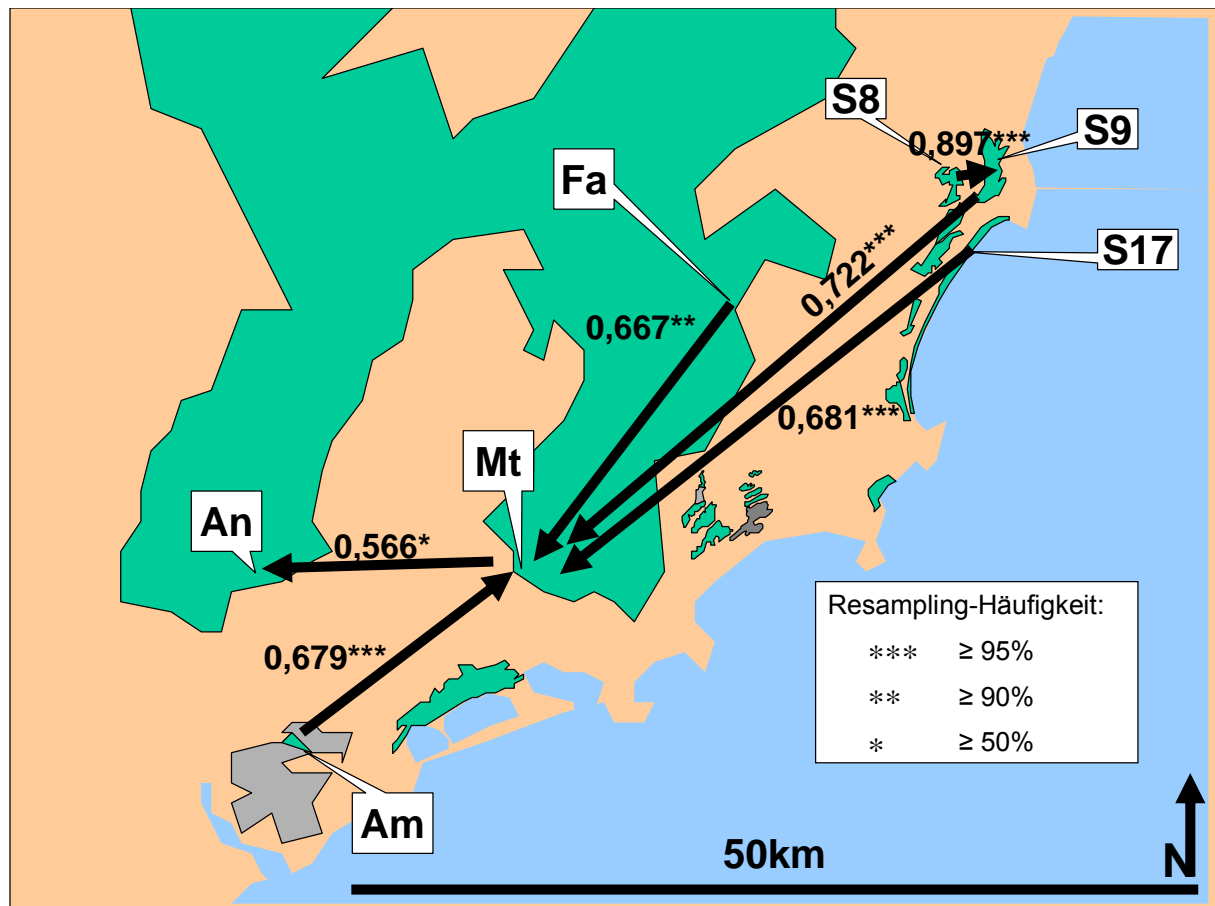 S8
S9
0,897***
Fa
S17
0,722***
0,667**
0,681***
Mt
An
0,566*
0,679***
Am
Resampling-Häufigkeit:
*** ≥ 95%
** ≥ 90%
* ≥ 50%
50km
N